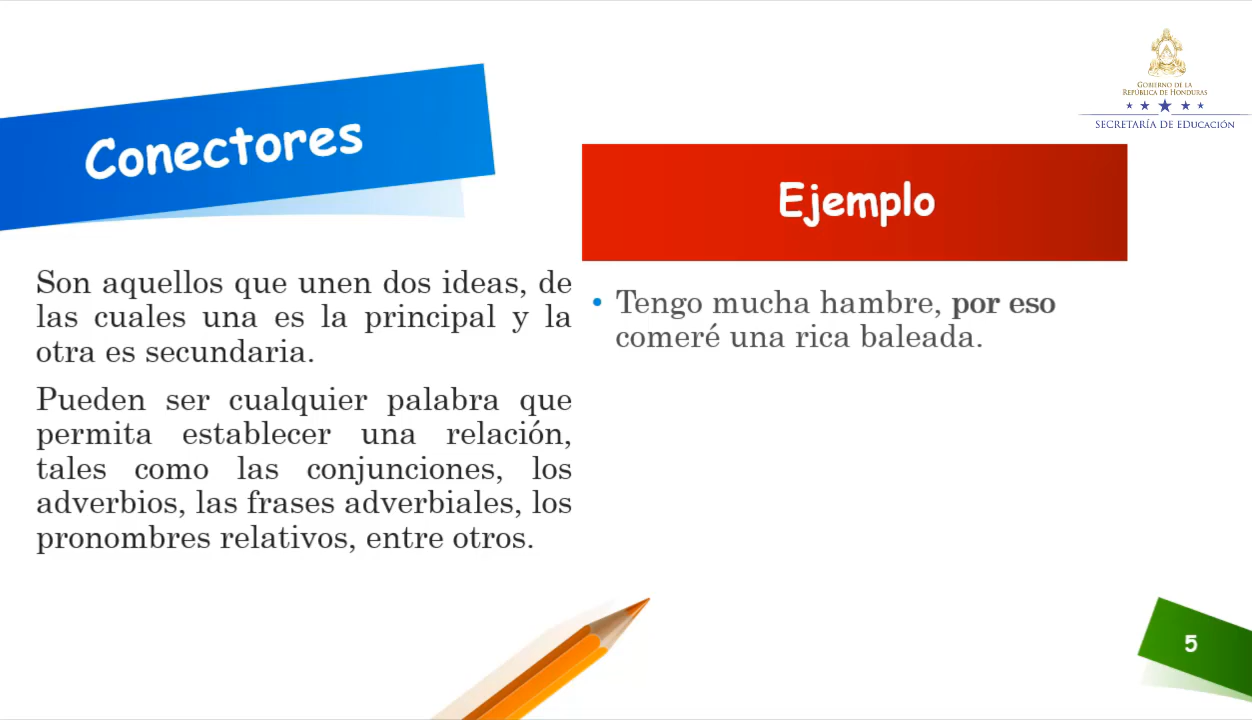 GOBIERNO DE LA
REPÚBLICA DE HONDURAS
SECRETARÍA DE EDUCACIÓN
Conectores
Son aquellos que unen dos ideas, de
las cuales una es la principal y la
otra es secundaria.
Pueden ser cualquier palabra que
permita establecer una relación,
tales como las conjunciones, los
adverbios, las frases adverbiales, los
pronombres relativos, entre otros.
Ejemplo
• Tengo mucha hambre, por eso
comeré una rica baleada.
5